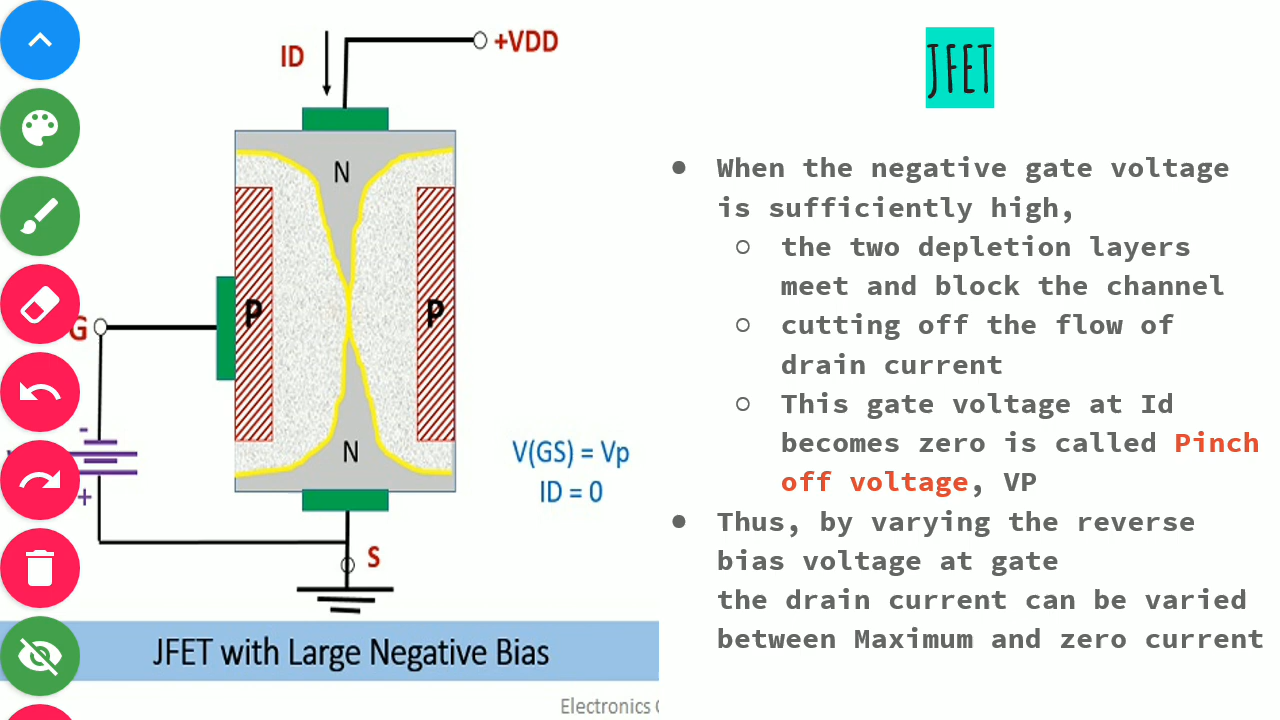 ID
+VDD
N
P
P
G
-
+
N
V(GS) = Vp
ID = 0
S
JFET with Large Negative Bias
Electronics
JFET
● When the negative gate voltage
is sufficiently high,
○ the two depletion layers
meet and block the channel
○ cutting off the flow of
drain current
○ This gate voltage at Id
becomes zero is called Pinch
off voltage, VP
● Thus, by varying the reverse
bias voltage at gate
the drain current can be varied
between Maximum and zero current